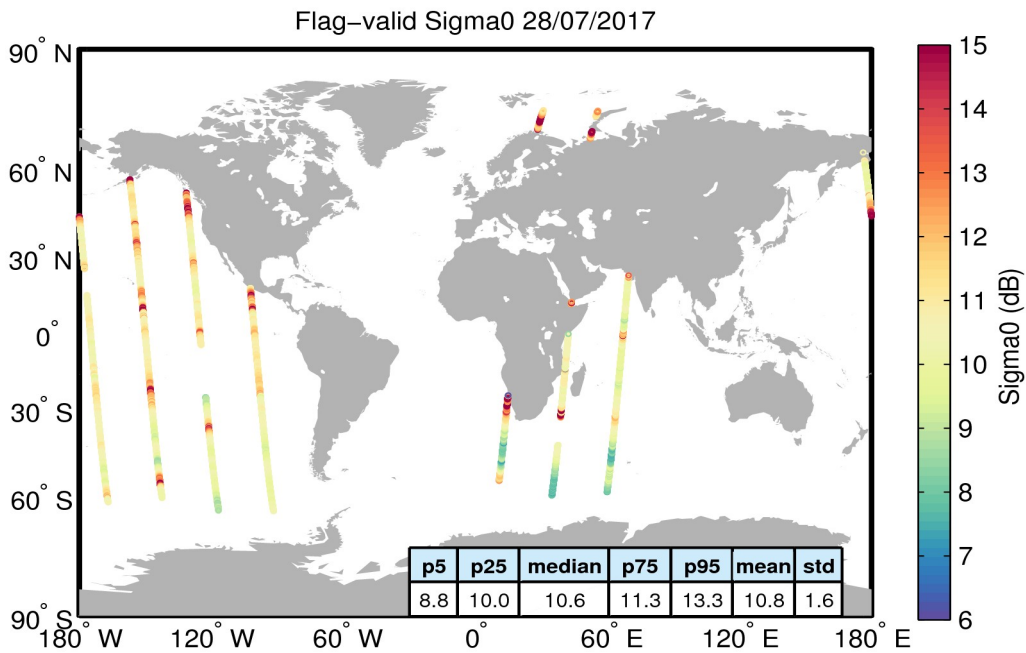 Flag−valid Sigma0 28/07/2017
90° N
60° N
30° N
0°
30° S
60° S
90° S
180° W
120° W
60° W
0°
60° E
120° E
180° E
p5 p25 median p75 p95 mean std
8.8 10.0 10.6 11.3 13.3 10.8 1.6
15
14
13
12
11
10
9
8
7
6
Sigma0 (dB)